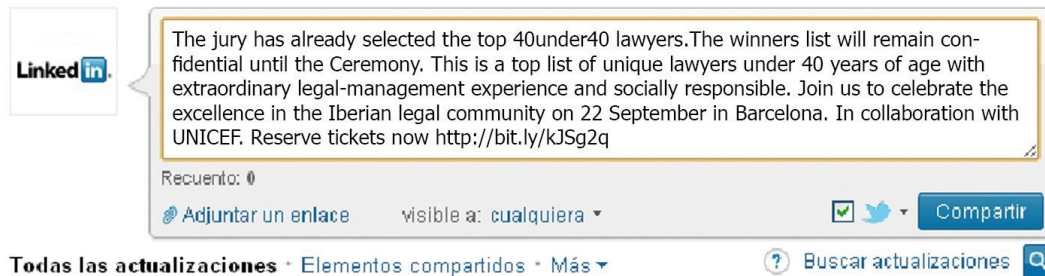 Linked in.
The jury has already selected the top 40under40 lawyers.The winners list will remain con-
fidential until the Ceremony. This is a top list of unique lawyers under 40 years of age with
extraordinary legal-management experience and socially responsible. Join us to celebrate the
excellence in the Iberian legal community on 22 September in Barcelona. In collaboration with
UNICEF. Reserve tickets now http://bit.ly/kJSg2q
Recuento: 0
Adjuntar un enlace visible a: cualquiera Compartir
Todas las actualizaciones · Elementos compartidos · Más ? Buscar actualizaciones